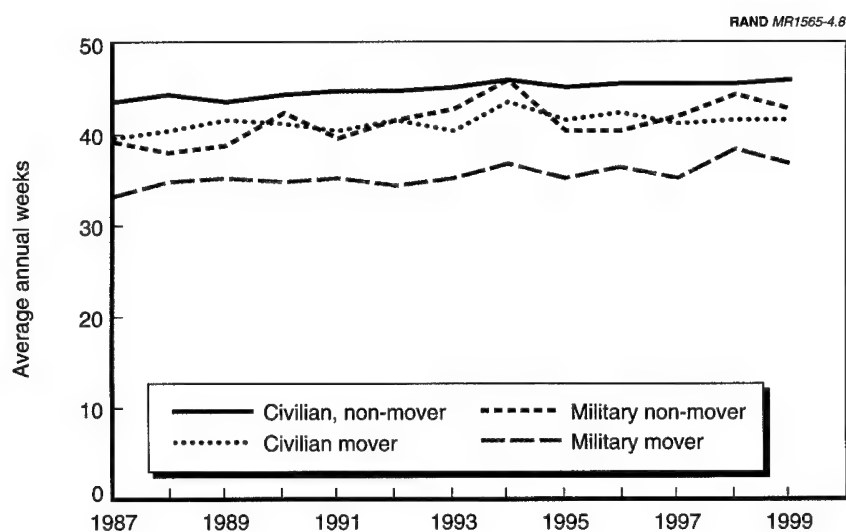 RAND MR1565-4.8
50
40
30
20
10
0
Average annual weeks
Civilian, non-mover
Military non-mover
Civilian mover
Military mover
1987 1989 1991 1993 1995 1997 1999